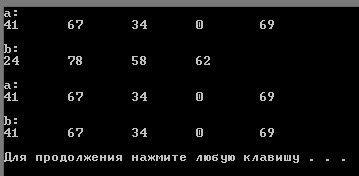 a:
41 67 34 0 69
b:
24 78 58 62
a:
41 67 34 0 69
b:
41 67 34 0 69
Для продолжения нажмите любую клавишу . . .